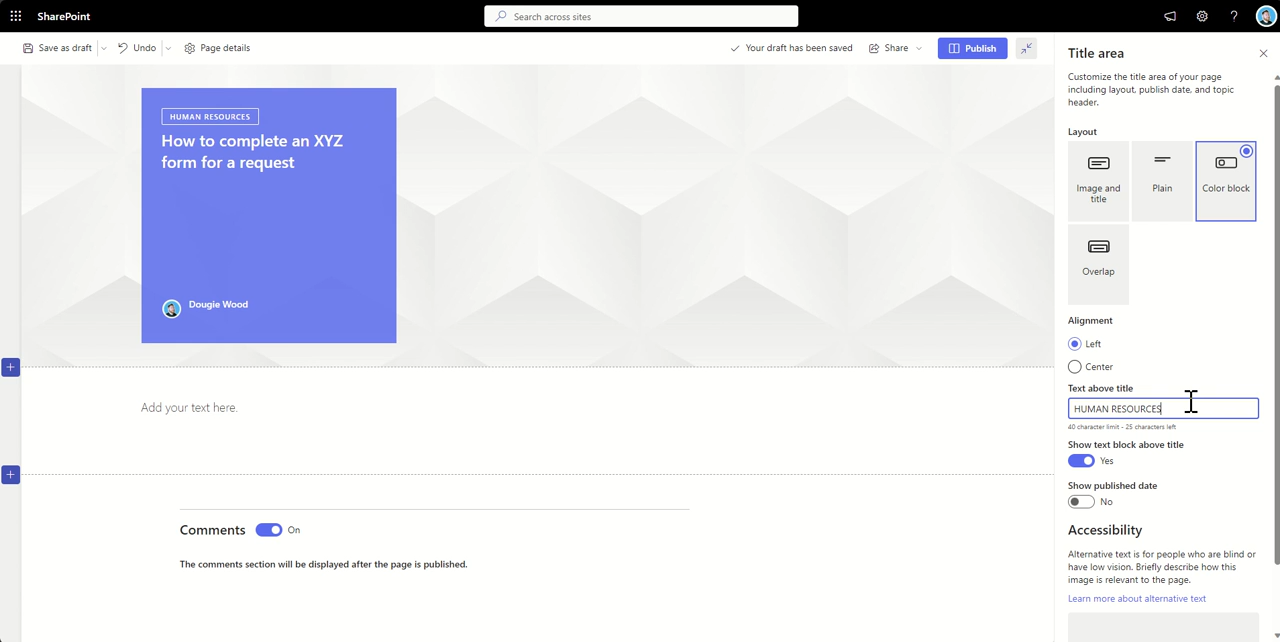 SharePoint
Search across sites
Save as draft
Undo
Page details
Your draft has been saved
Share
Publish
HUMAN RESOURCES
How to complete an XYZ
form for a request
Dougie Wood
Add your text here.
Comments
On
The comments section will be displayed after the page is published.
Title area
Customize the title area of your page
including layout, publish date, and topic
header.
Layout
Image and
title
Plain
Color block
Overlap
Alignment
Left
Center
Text above title
HUMAN RESOURCES
40 character limit - 25 characters left
Show text block above title
Yes
Show published date
No
Accessibility
Alternative text is for people who are blind or
have low vision. Briefly describe how this
image is relevant to the page.
Learn more about alternative text